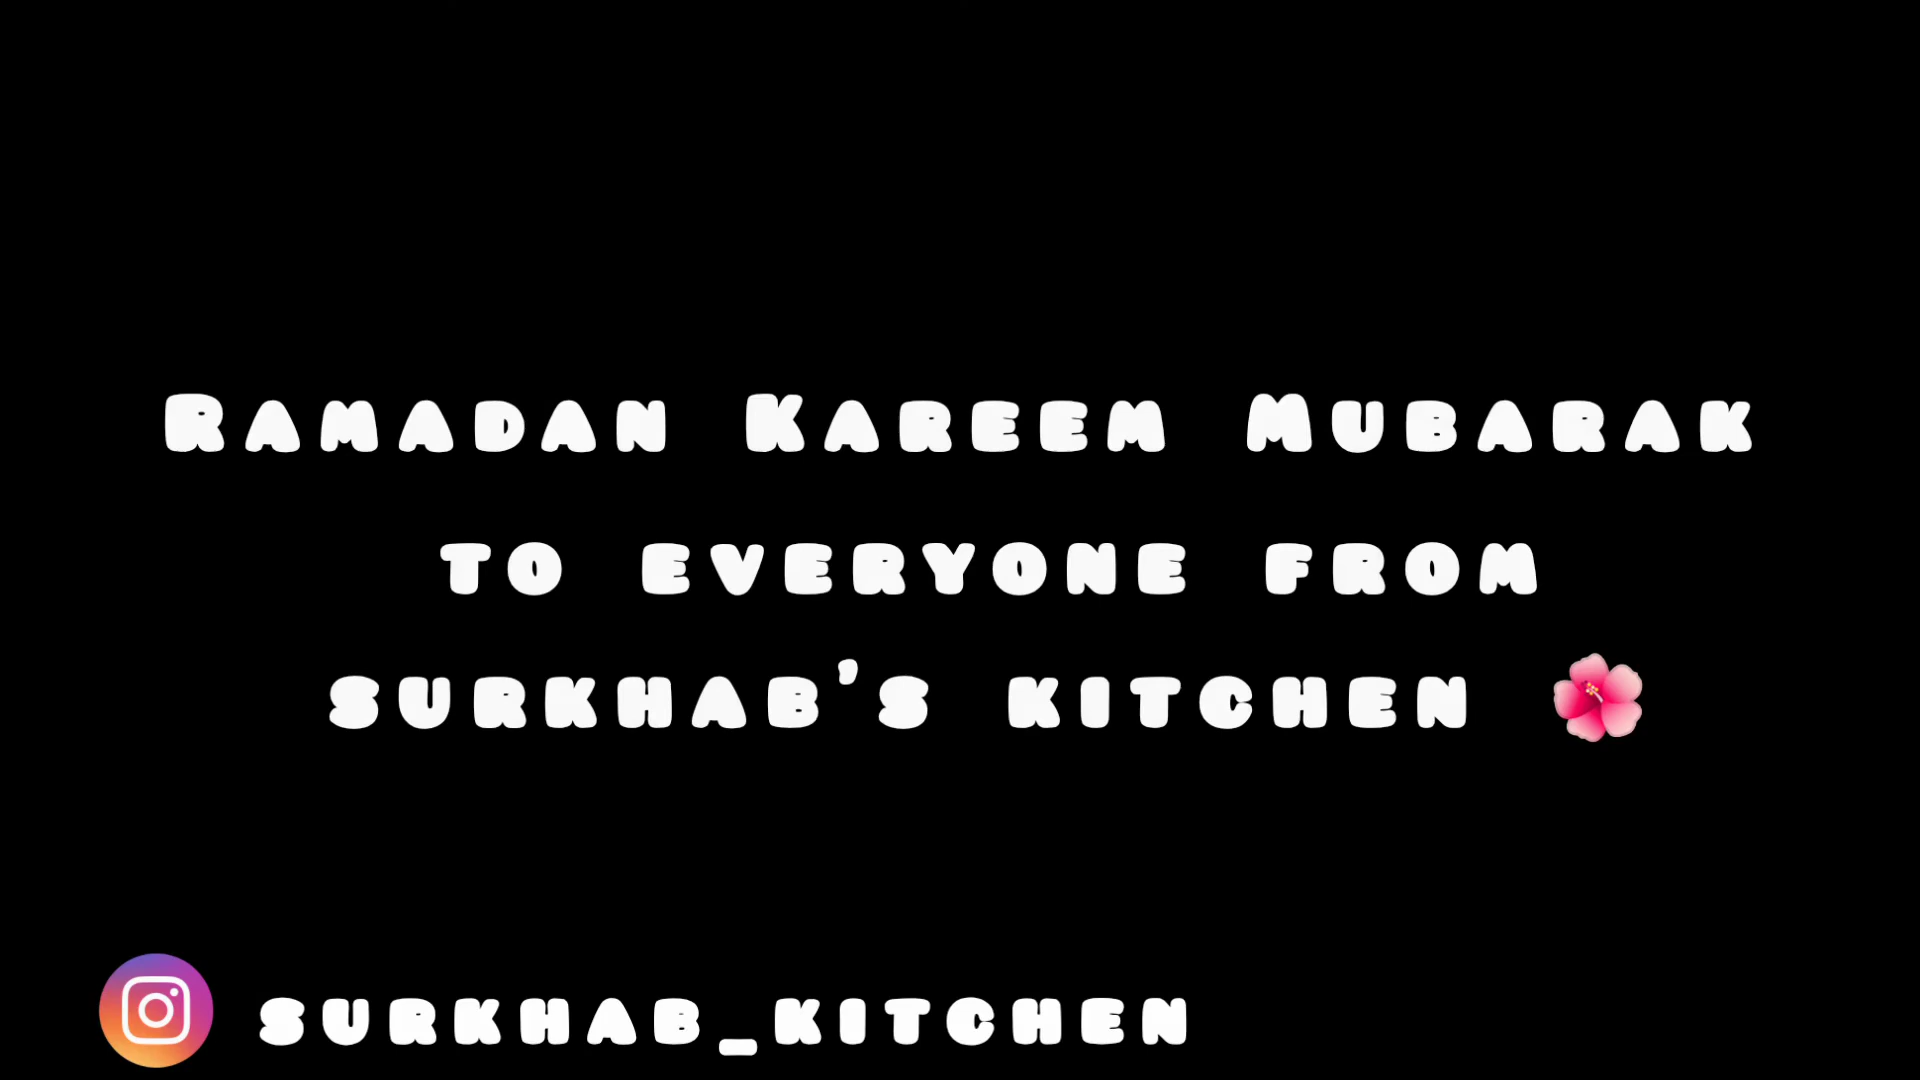 Ramadan Kareem Mubarak
to everyone from
surkhab's kitchen 🌺
surkhab_kitchen